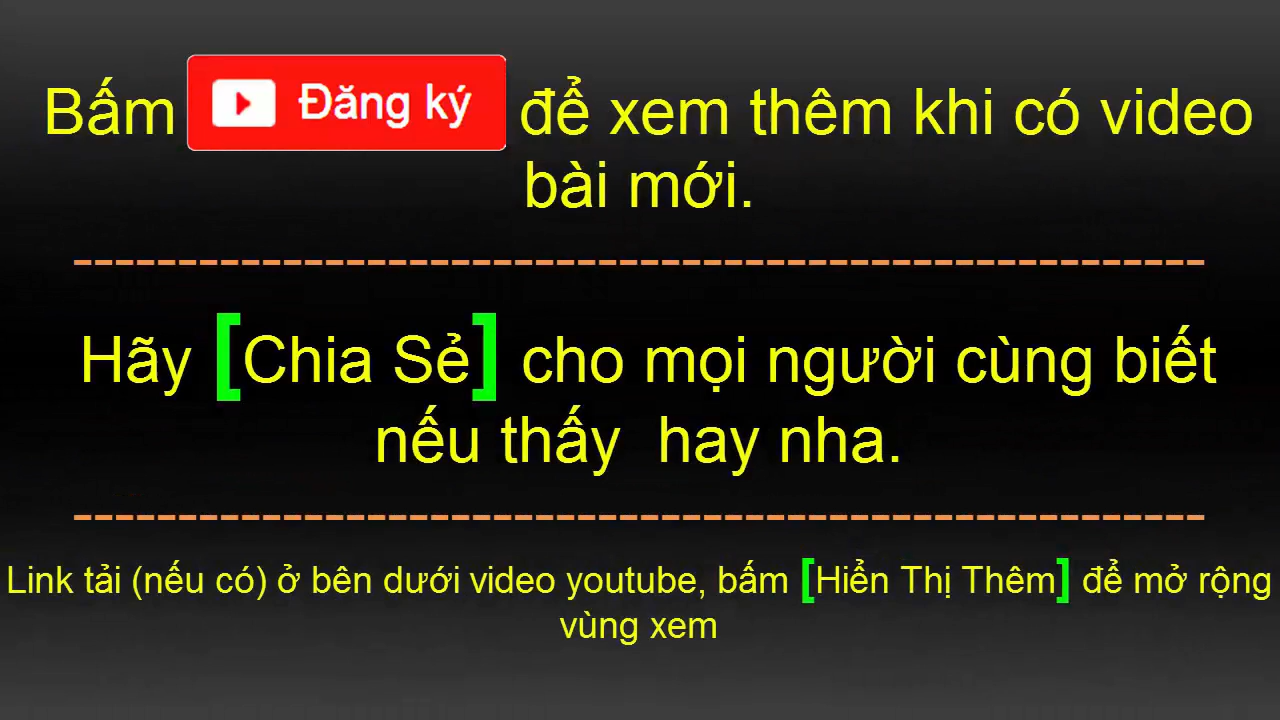 Bấm Đăng ký để xem thêm khi có video
bài mới.
------------------------------------------------------
Hãy [Chia Sẻ] cho mọi người cùng biết
nếu thấy hay nha.
------------------------------------------------------
Link tải (nếu có) ở bên dưới video youtube, bấm [Hiển Thị Thêm] để mở rộng
vùng xem